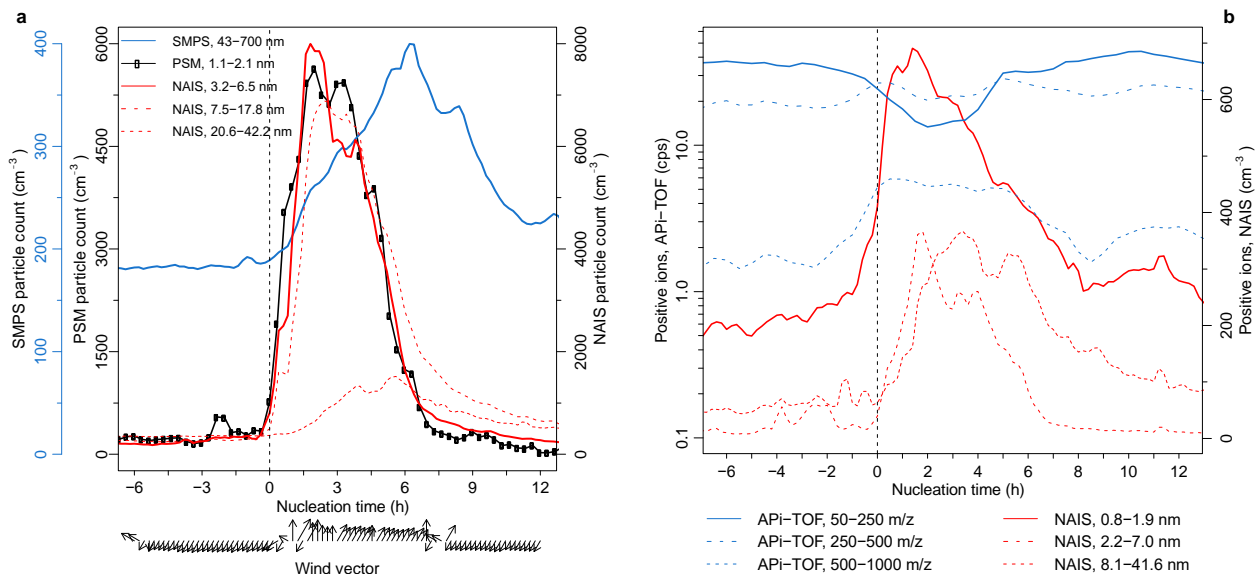 a
SMPS, 43−700 nm
PSM, 1.1−2.1 nm
NAIS, 3.2−6.5 nm
NAIS, 7.5−17.8 nm
NAIS, 20.6−42.2 nm
SMPS particle count (cm⁻³)
0 100 200 300 400
PSM particle count (cm⁻³)
0 1500 3000 4500 6000
NAIS particle count (cm⁻³)
0 2000 4000 6000 8000
−6 −3 0 3 6 9 12
Nucleation time (h)
Wind vector
b
Positive ions, APi−TOF (cps)
0.1 1.0 10.0
Positive ions, NAIS (cm⁻³)
0 200 400 600
−6 −4 −2 0 2 4 6 8 10 12
Nucleation time (h)
APi−TOF, 50−250 m/z
APi−TOF, 250−500 m/z
APi−TOF, 500−1000 m/z
NAIS, 0.8−1.9 nm
NAIS, 2.2−7.0 nm
NAIS, 8.1−41.6 nm